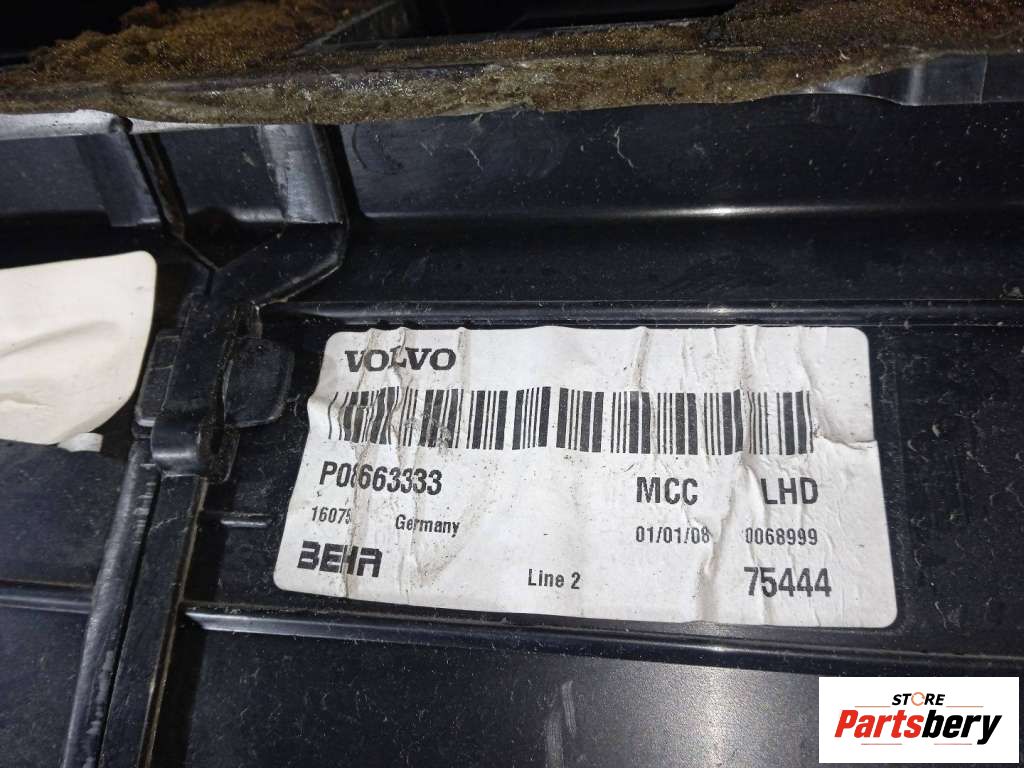 VOLVO
P08663333 MCC LHD
Germany 01/01/08 0068999
BEHR Line 2 75444
STORE
Partsbery